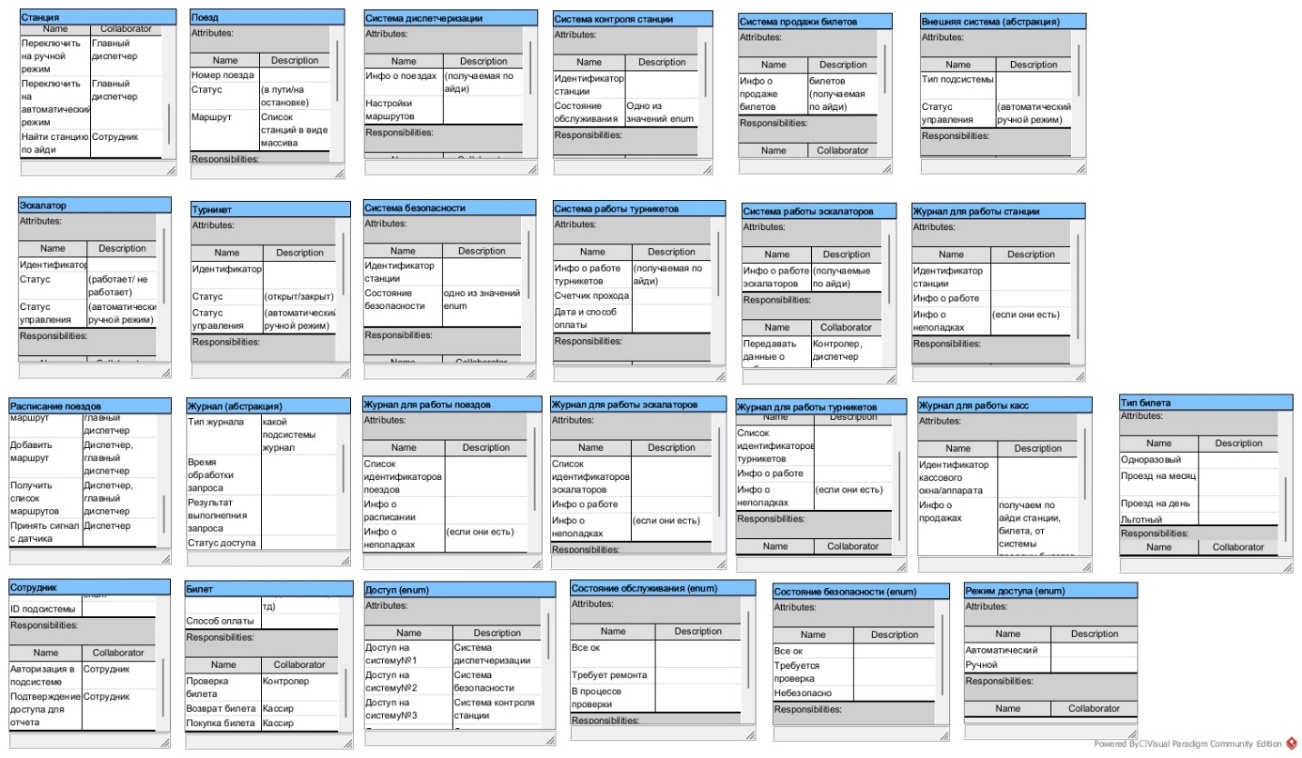 Станция
Name Collaborator
Переключить Главный
на ручной диспетчер
режим
Переключить Главный
на диспетчер
автоматический
режим
Найти станцию Сотрудник
по айди
Поезд
Attributes:
Name Description
Номер поезда
Статус (в пути/на
остановке)
Маршрут Список
станций в виде
массива
Responsibilities:
Система диспетчеризации
Attributes:
Name Description
Инфо о поездах (получаемая по
айди)
Настройки
маршрутов
Responsibilities:
Система контроля станции
Attributes:
Name Description
Идентификатор
станции
Состояние Одно из
обслуживания значений enum
Responsibilities:
Система продажи билетов
Attributes:
Name Description
Инфо о билетов
продаже (получаемая
билетов по айди)
Responsibilities:
Name Collaborator
Внешняя система (абстракция)
Attributes:
Name Description
Тип подсистемы
Статус (автоматический
управления ручной режим)
Responsibilities:
Эскалатор
Attributes:
Name Description
Идентификатор
Статус (работает/ не
работает)
Статус (автоматически
управления ручной режим)
Responsibilities:
Турникет
Attributes:
Name Description
Идентификатор
Статус (открыт/закрыт)
Статус (автоматический
управления ручной режим)
Responsibilities:
Система безопасности
Attributes:
Name Description
Идентификатор
станции
Состояние одно из значений
безопасности enum
Responsibilities:
Name Collaborator
Система работы турникетов
Attributes:
Name Description
Инфо о работе (получаемая по
турникетов айди)
Счетчик прохода
Дата и способ
оплаты
Responsibilities:
Система работы эскалаторов
Attributes:
Name Description
Инфо о работе (получаемые
эскалаторов по айди)
Responsibilities:
Name Collaborator
Передавать Контролер,
данные о диспетчер
Журнал для работы станции
Attributes:
Name Description
Идентификатор
станции
Инфо о работе
Инфо о (если они есть)
неполадках
Responsibilities:
Расписание поездов
маршрут главный
диспетчер
Добавить Диспетчер,
маршрут главный
диспетчер
Получить Диспетчер,
список главный
маршрутов диспетчер
Принять сигнал Диспетчер
с датчика
Журнал (абстракция)
Тип журнала какой
подсистемы
журнал
Время
обработки
запроса
Результат
выполнепния
запроса
Статус доступа
Журнал для работы поездов
Attributes:
Name Description
Список
идентификаторов
поездов
Инфо о
расписании
Инфо о (если они есть)
неполадках
Журнал для работы эскалаторов
Attributes:
Name Description
Список
идентификаторов
эскалаторов
Инфо о работе
Инфо о (если они есть)
неполадках
Responsibilities:
Журнал для работы турникетов
Name Description
Список
идентификаторов
турникетов
Инфо о работе
Инфо о (если они есть)
неполадках
Responsibilities:
Name Collaborator
Журнал для работы касс
Attributes:
Name Description
Идентификатор
кассового
окна/аппарата
Инфо о получаем по
продажах айди станции,
билета, от
системы
Тип билета
Attributes:
Name Description
Одноразовый
Проезд на месяц
Проезд на день
Льготный
Responsibilities:
Name Collaborator
Сотрудник
ID подсистемы
Responsibilities:
Name Collaborator
Авторизация в Сотрудник
подсистеме
Подтверждение Сотрудник
доступа для
отчета
Билет
тд)
Способ оплаты
Responsibilities:
Name Collaborator
Проверка Контролер
билета
Возврат билета Кассир
Покупка билета Кассир
Доступ (enum)
Attributes:
Name Description
Доступ на Система
систему№1 диспетчеризации
Доступ на Система
систему№2 безопасности
Доступ на Система контроля
систему№3 станции
Состояние обслуживания (enum)
Attributes:
Name Description
Все ок
Требует ремонта
В процессе
проверки
Responsibilities:
Состояние безопасности (enum)
Attributes:
Name Description
Все ок
Требуется
проверка
Небезопасно
Responsibilities:
Режим доступа (enum)
Attributes:
Name Description
Автоматический
Ручной
Responsibilities:
Name Collaborator
Powered By□Visual Paradigm Community Edition